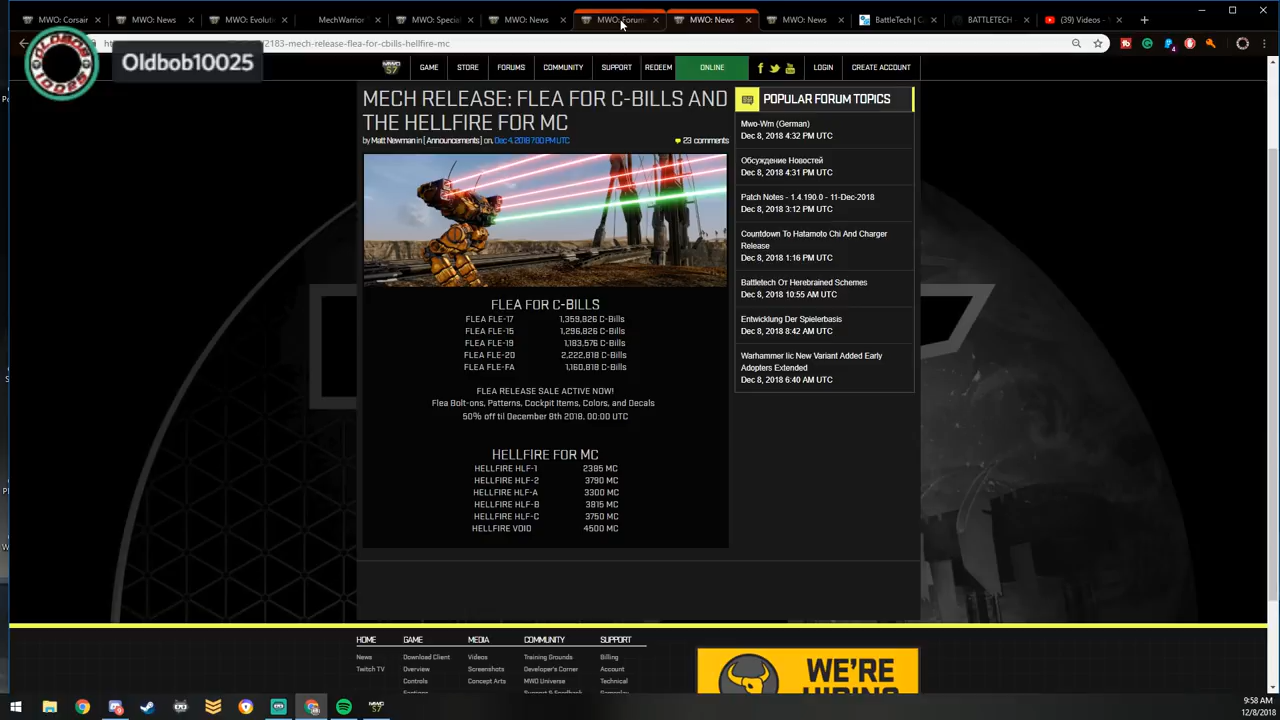 MWO: Corsair
MWO: News
MWO: Evoluti
MechWarrior
MWO: Special
MWO: News
MWO: Forum
MWO: News
MWO: News
BattleTech | C
BATTLETECH
(39) Videos -
2183-mech-release-flea-for-cbills-hellfire-mc
Oldbob10025
GAME STORE FORUMS COMMUNITY SUPPORT REDEEM ONLINE LOGIN CREATE ACCOUNT
MECH RELEASE: FLEA FOR C-BILLS AND
THE HELLFIRE FOR MC
by Matt Newman in [ Announcements ] on, Dec 4, 2018 7:00 PM UTC 23 comments
FLEA FOR C-BILLS
FLEA FLE-17 1,359,826 C-Bills
FLEA FLE-15 1,296,826 C-Bills
FLEA FLE-19 1,183,576 C-Bills
FLEA FLE-20 2,222,818 C-Bills
FLEA FLE-FA 1,160,818 C-Bills
FLEA RELEASE SALE ACTIVE NOW!
Flea Bolt-ons, Patterns, Cockpit Items, Colors, and Decals
50% off til December 8th 2018, 00:00 UTC
HELLFIRE FOR MC
HELLFIRE HLF-1 2385 MC
HELLFIRE HLF-2 3790 MC
HELLFIRE HLF-A 3300 MC
HELLFIRE HLF-B 3815 MC
HELLFIRE HLF-C 3750 MC
HELLFIRE VOID 4500 MC
POPULAR FORUM TOPICS
Mwo-Wm (German)
Dec 8, 2018 4:32 PM UTC
Обсуждение Новостей
Dec 8, 2018 4:31 PM UTC
Patch Notes - 1.4.190.0 - 11-Dec-2018
Dec 8, 2018 3:12 PM UTC
Countdown To Hatamoto Chi And Charger
Release
Dec 8, 2018 1:16 PM UTC
Battletech Or Herebrained Schemes
Dec 8, 2018 10:55 AM UTC
Entwicklung Der Spielerbasis
Dec 8, 2018 8:42 AM UTC
Warhammer Iic New Variant Added Early
Adopters Extended
Dec 8, 2018 6:40 AM UTC
HOME GAME MEDIA COMMUNITY SUPPORT
News Download Client Videos Training Grounds Billing
Twitch TV Overview Screenshots Developer's Corner Account
Controls Concept Arts MWO Universe Technical
WE'RE
HIRING
9:58 AM
12/8/2018